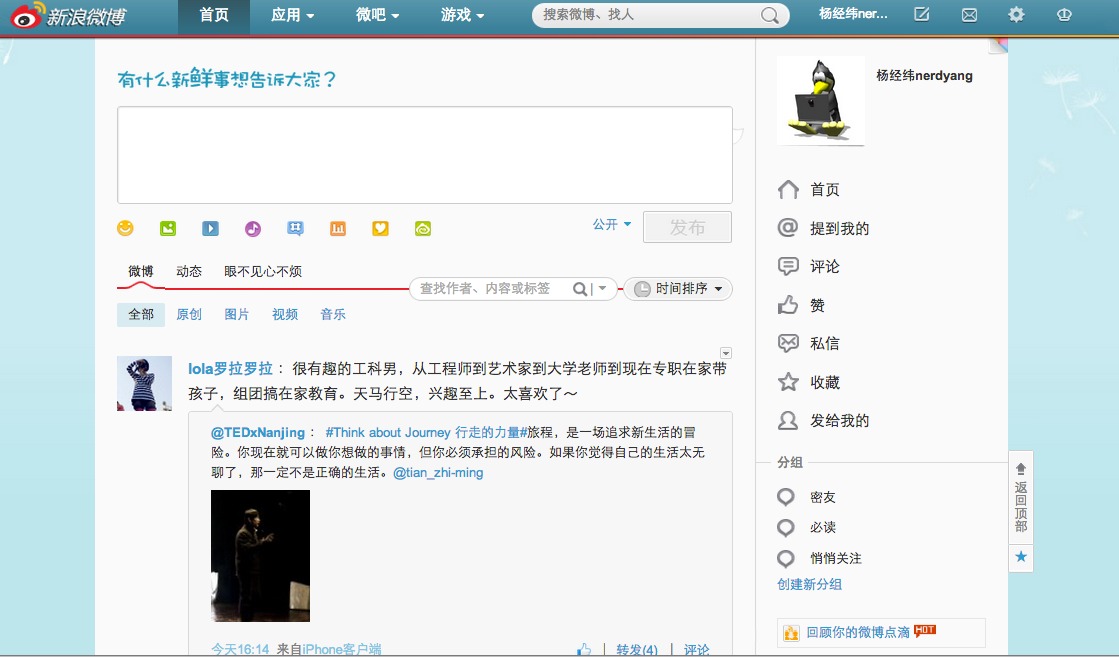 新浪微博
首页
应用
微吧
游戏
搜索微博、找人
杨经纬ner...
有什么新鲜事想告诉大家?
公开
发布
微博
动态
眼不见心不烦
查找作者、内容或标签
时间排序
全部
原创
图片
视频
音乐
lola罗拉罗拉：很有趣的工科男，从工程师到艺术家到大学老师到现在专职在家带
孩子，组团搞在家教育。天马行空，兴趣至上。太喜欢了～
@TEDxNanjing： #Think about Journey 行走的力量#旅程，是一场追求新生活的冒
险。你现在就可以做你想做的事情，但你必须承担的风险。如果你觉得自己的生活太无
聊了，那一定不是正确的生活。@tian_zhi-ming
今天16:14 来自iPhone客户端
转发(4)
评论
杨经纬nerdyang
首页
提到我的
评论
赞
私信
收藏
发给我的
分组
密友
必读
悄悄关注
创建新分组
回顾你的微博点滴 HOT
返回顶部